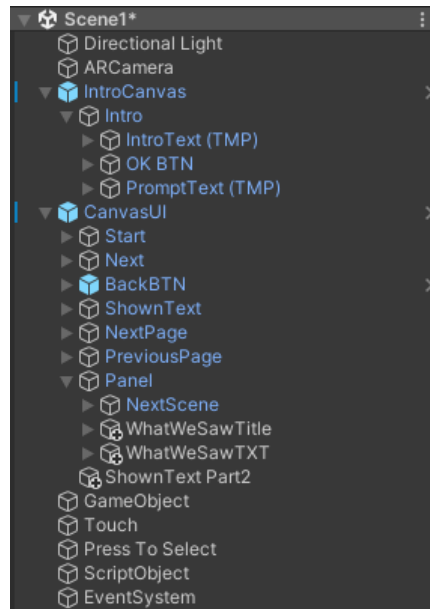 Scene1*
Directional Light
ARCamera
IntroCanvas
Intro
IntroText (TMP)
OK BTN
PromptText (TMP)
CanvasUI
Start
Next
BackBTN
ShownText
NextPage
PreviousPage
Panel
NextScene
WhatWeSawTitle
WhatWeSawTXT
ShownText Part2
GameObject
Touch
Press To Select
ScriptObject
EventSystem